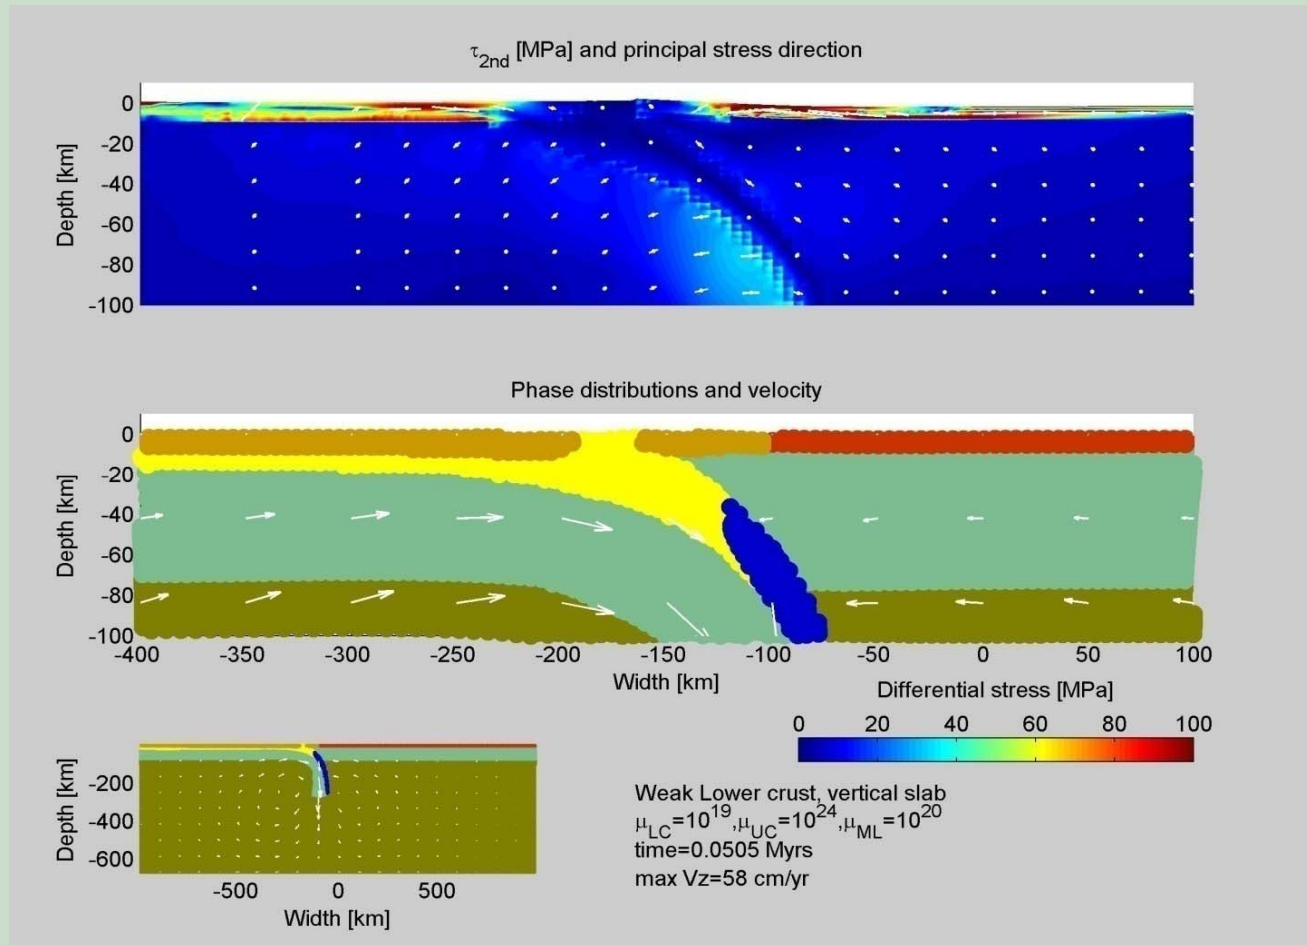 τ2nd [MPa] and principal stress direction
Depth [km]
0
-20
-40
-60
-80
-100
Phase distributions and velocity
Depth [km]
0
-20
-40
-60
-80
-100
-400 -350 -300 -250 -200 -150 -100 -50 0 50 100
Width [km]
Differential stress [MPa]
0 20 40 60 80 100
Depth [km]
-200
-400
-600
-500 0 500
Width [km]
Weak Lower crust, vertical slab
μLC=10^19,μUC=10^24,μML=10^20
time=0.0505 Myrs
max Vz=58 cm/yr